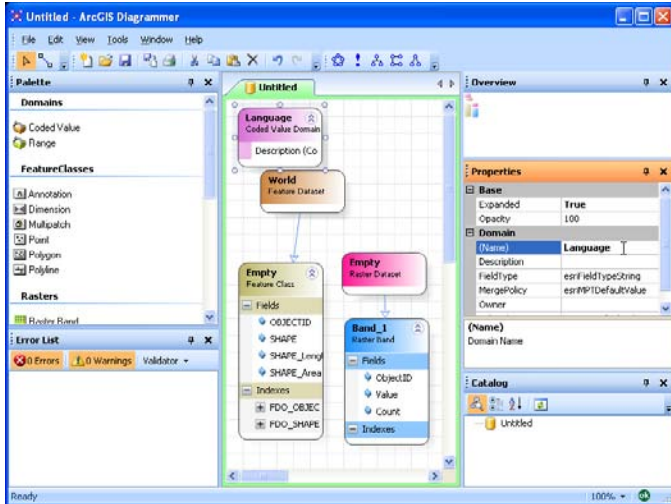 Untitled - ArcGIS Diagrammer
File Edit View Tools Window Help
Palette
Domains
Coded Value
Range
FeatureClasses
Annotation
Dimension
Multipatch
Point
Polygon
Polyline
Rasters
Raster Band
Error List
0 Errors 0 Warnings Validator
Untitled
Language
Coded Value Domain
Description (Co
World
Feature Dataset
Empty
Feature Class
Fields
OBJECTID
SHAPE
SHAPE_Lengt
SHAPE_Area
Indexes
FDO_OBJEC
FDO_SHAPE
Empty
Raster Dataset
Band_1
Raster Band
Fields
ObjectID
Value
Count
Indexes
Overview
Properties
Base
Expanded True
Opacity 100
Domain
(Name) Language
Description
FieldType esriFieldTypeString
MergePolicy esriMPTDefaultValue
Owner
(Name)
Domain Name
Catalog
Untitled
Ready 100% ok